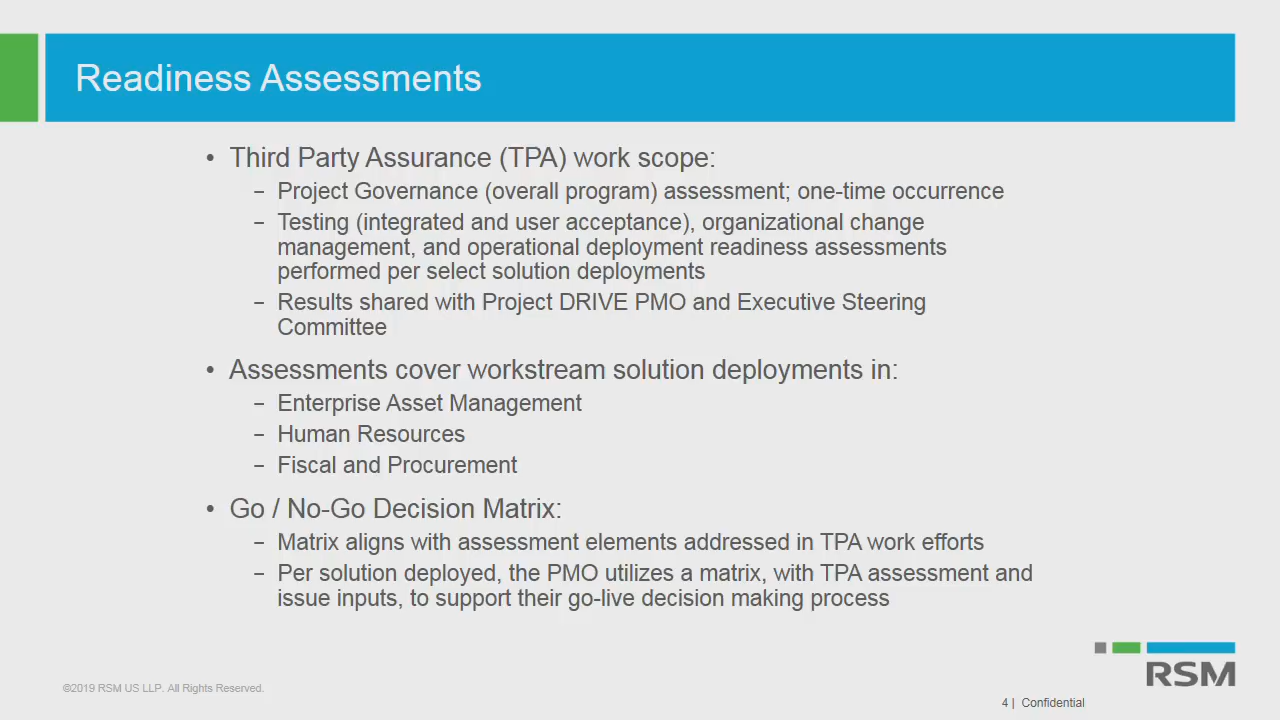 Readiness Assessments
• Third Party Assurance (TPA) work scope:
− Project Governance (overall program) assessment; one-time occurrence
− Testing (integrated and user acceptance), organizational change
management, and operational deployment readiness assessments
performed per select solution deployments
− Results shared with Project DRIVE PMO and Executive Steering
Committee
• Assessments cover workstream solution deployments in:
− Enterprise Asset Management
− Human Resources
− Fiscal and Procurement
• Go / No-Go Decision Matrix:
− Matrix aligns with assessment elements addressed in TPA work efforts
− Per solution deployed, the PMO utilizes a matrix, with TPA assessment and
issue inputs, to support their go-live decision making process
RSM
©2019 RSM US LLP. All Rights Reserved.
4 | Confidential